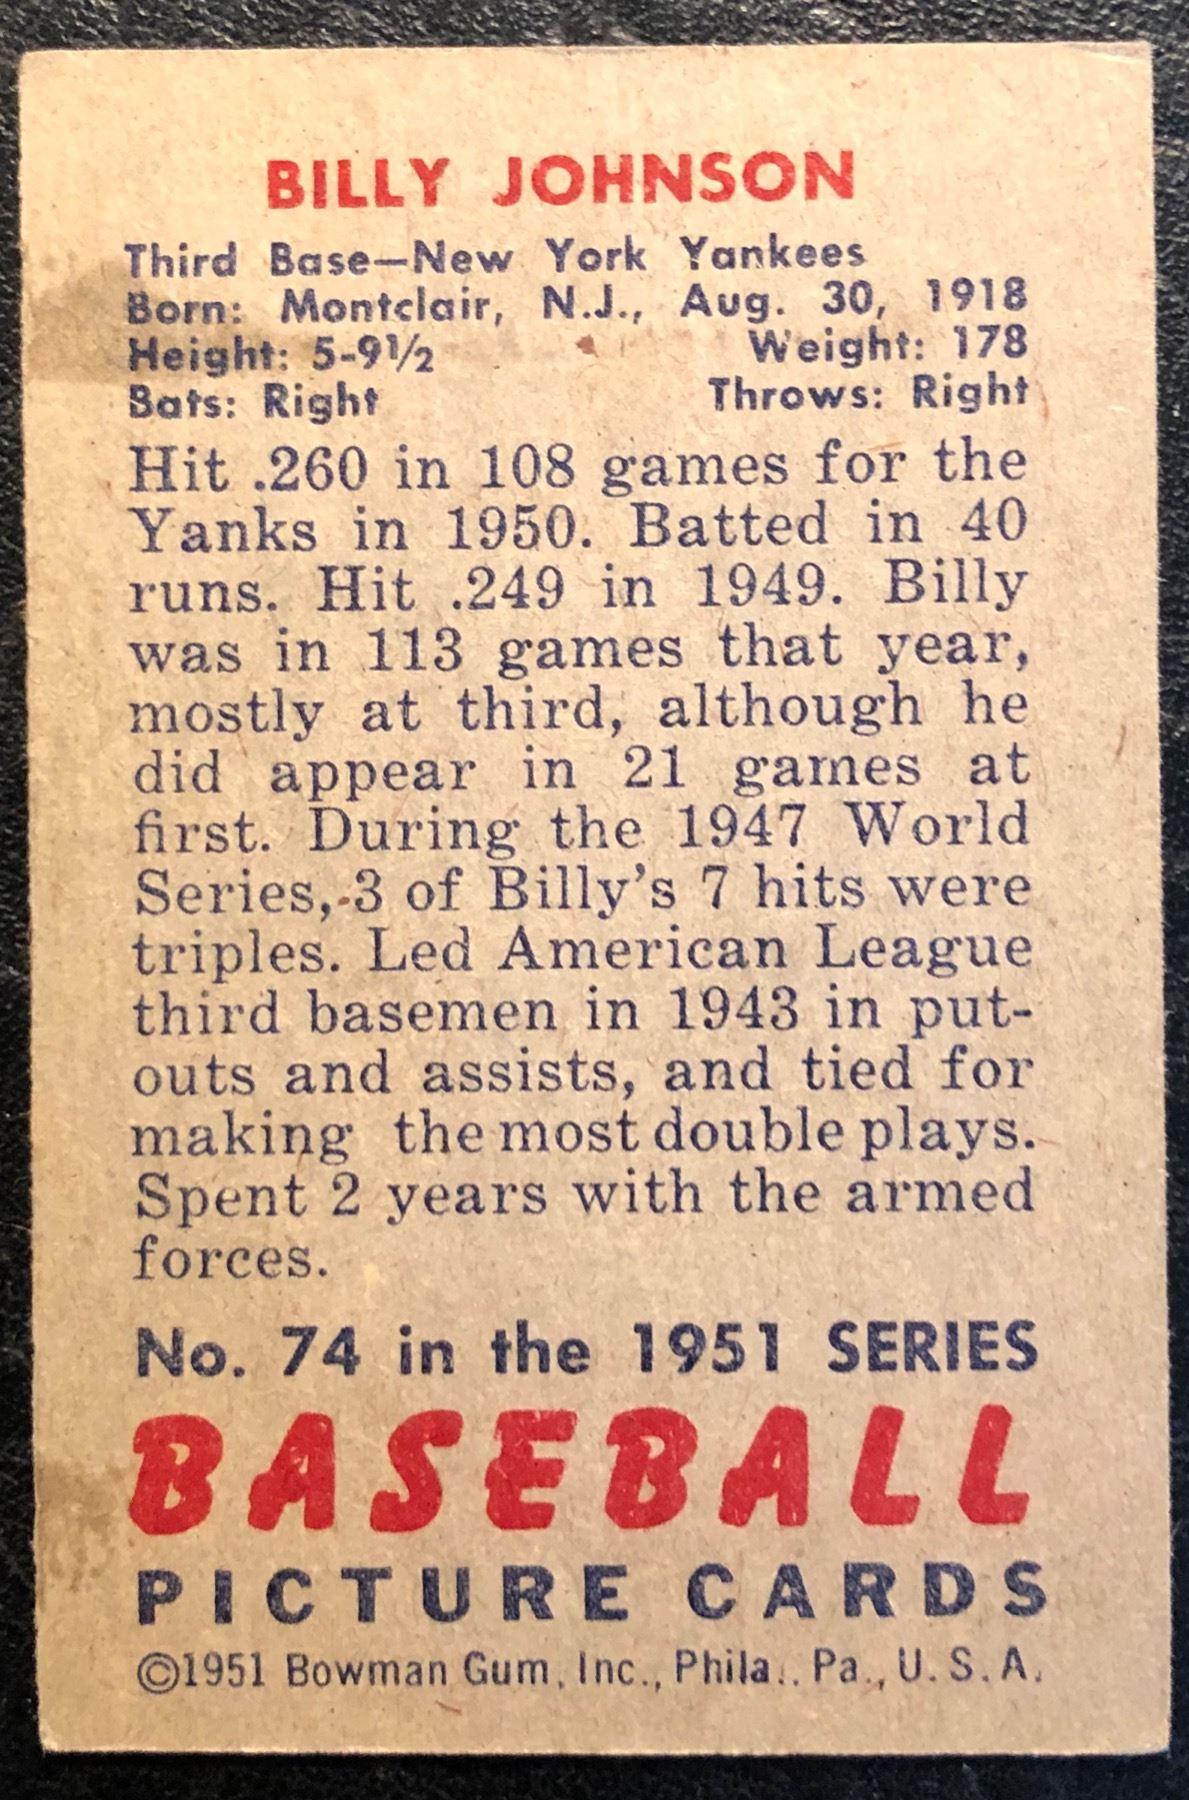 BILLY JOHNSON
Third Base—New York Yankees
Born: Montclair, N.J., Aug. 30, 1918
Height: 5-9½ Weight: 178
Bats: Right Throws: Right
Hit .260 in 108 games for the
Yanks in 1950. Batted in 40
runs. Hit .249 in 1949. Billy
was in 113 games that year,
mostly at third, although he
did appear in 21 games at
first. During the 1947 World
Series, 3 of Billy's 7 hits were
triples. Led American League
third basemen in 1943 in put-
outs and assists, and tied for
making the most double plays.
Spent 2 years with the armed
forces.
No. 74 in the 1951 SERIES
BASEBALL
PICTURE CARDS
©1951 Bowman Gum, Inc., Phila., Pa., U.S.A.